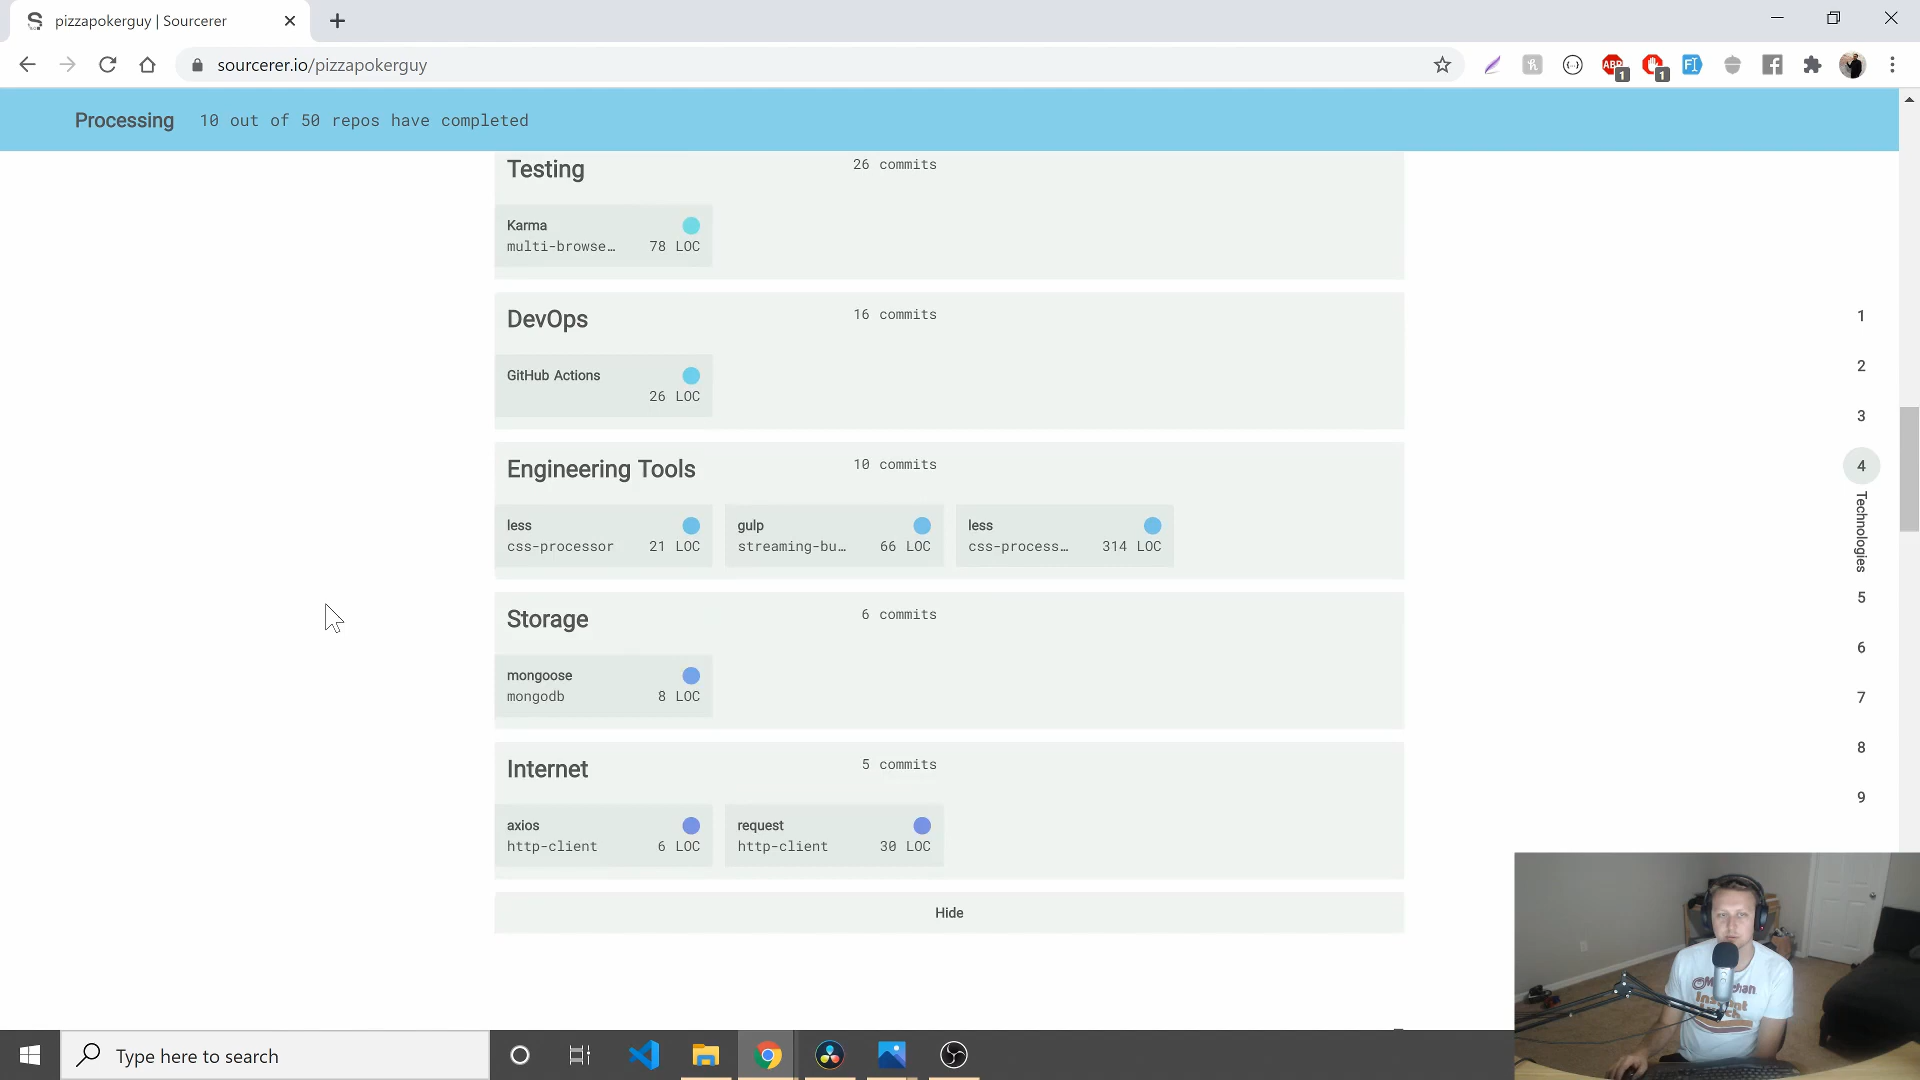 pizzapokerguy | Sourcerer
sourcerer.io/pizzapokerguy
ABP
1
1
Processing 10 out of 50 repos have completed
Testing 26 commits
Karma
multi-browse… 78 LOC
DevOps 16 commits
GitHub Actions
26 LOC
Engineering Tools 10 commits
less
css-processor 21 LOC
gulp
streaming-bu… 66 LOC
less
css-process… 314 LOC
Storage 6 commits
mongoose
mongodb 8 LOC
Internet 5 commits
axios
http-client 6 LOC
request
http-client 30 LOC
Hide
1
2
3
4
Technologies
5
6
7
8
9
Type here to search